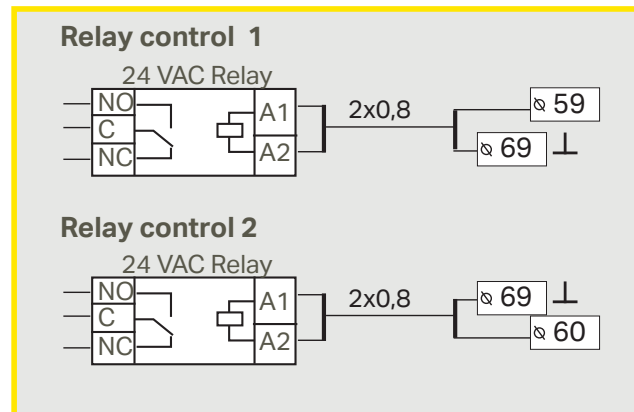 Relay control 1
24 VAC Relay
NO
C
NC
A1
A2
2x0,8
⌀ 59
⌀ 69 ⊥
Relay control 2
24 VAC Relay
NO
C
NC
A1
A2
2x0,8
⌀ 69 ⊥
⌀ 60